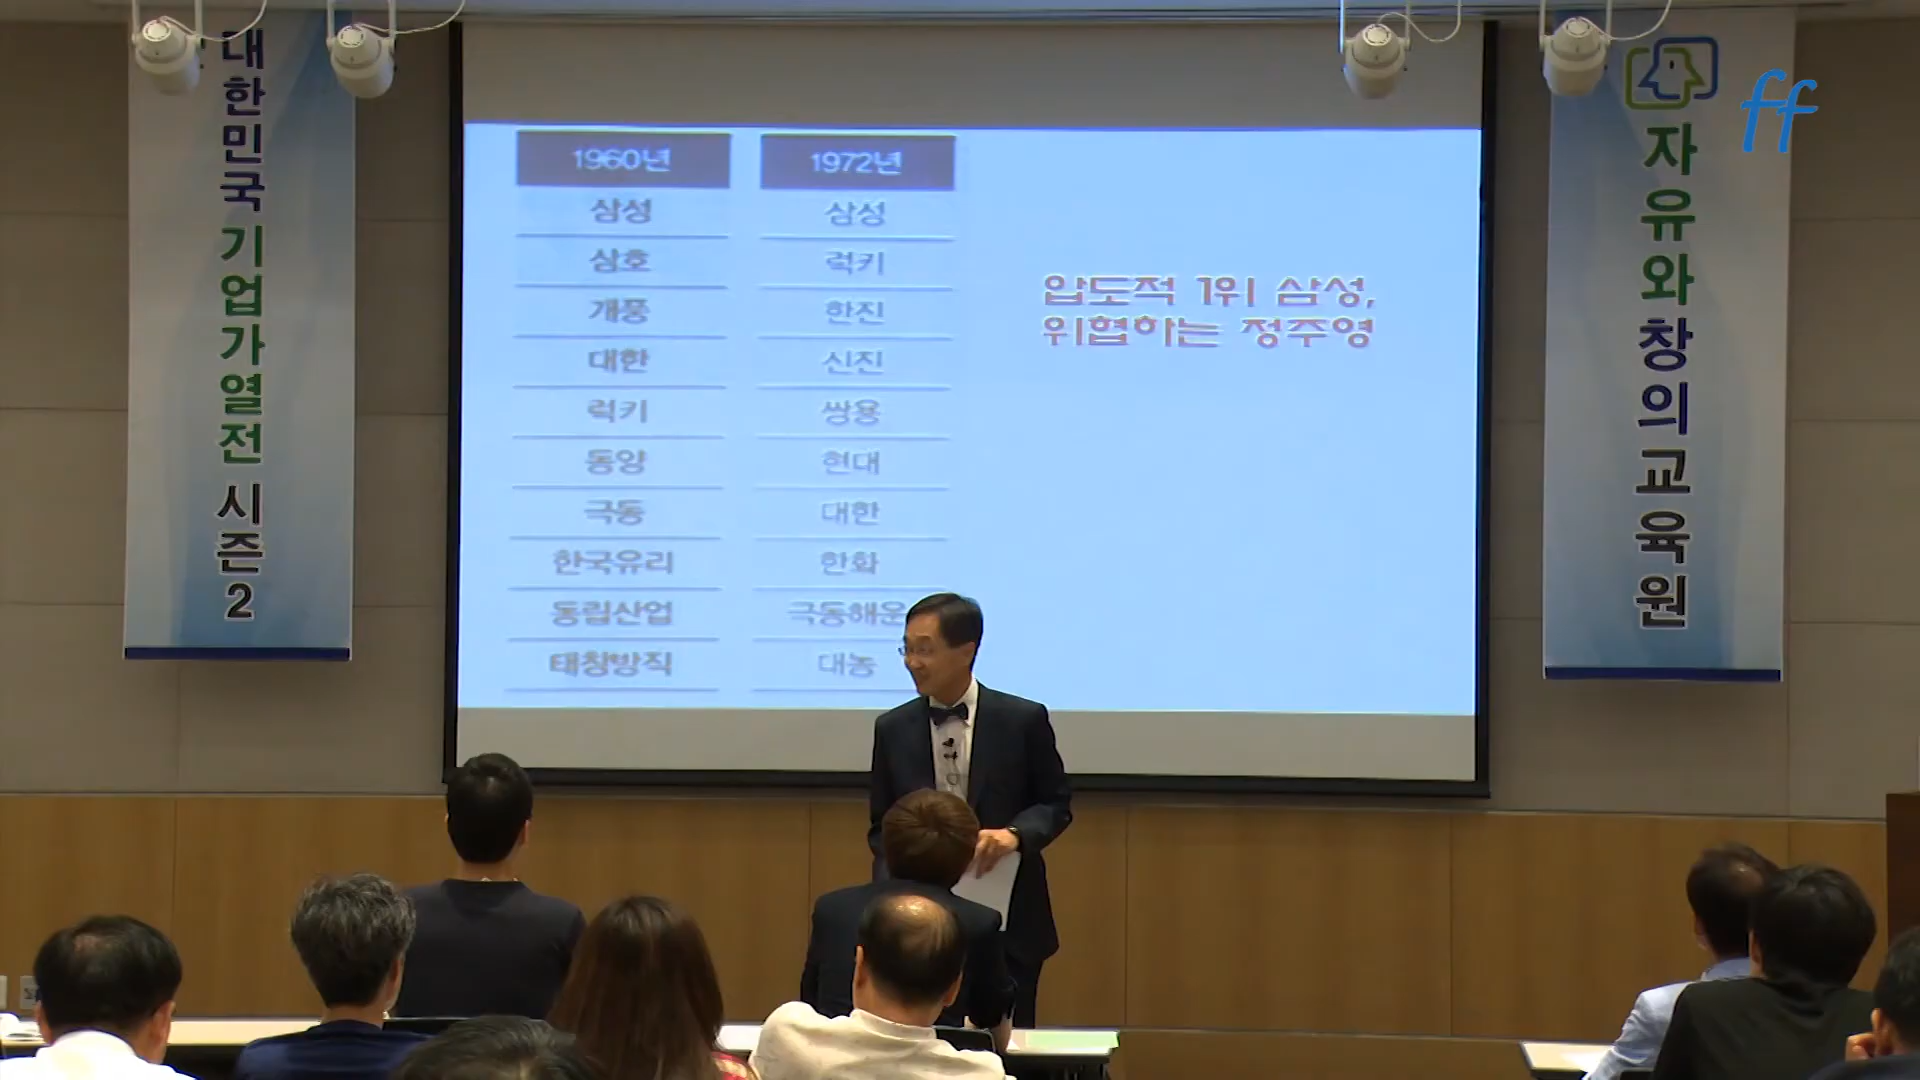 대한민국 기업가열전 시즌2
1960년 1972년
삼성 삼성
삼호 럭키
개풍 한진
대한 신진
럭키 쌍용
동양 현대
극동 대한
한국유리 한화
동립산업 극동해운
태창방직 대농
압도적 1위 삼성,
위협하는 정주영
자유와창의교육원
ff